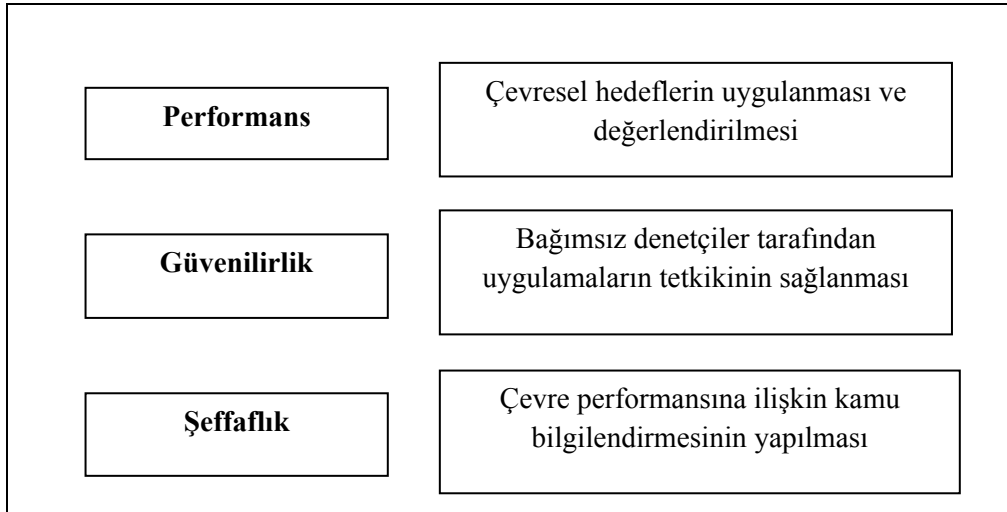 Performans
Çevresel hedeflerin uygulanması ve
değerlendirilmesi
Güvenilirlik
Bağımsız denetçiler tarafından
uygulamaların tetkikinin sağlanması
Şeffaflık
Çevre performansına ilişkin kamu
bilgilendirmesinin yapılması